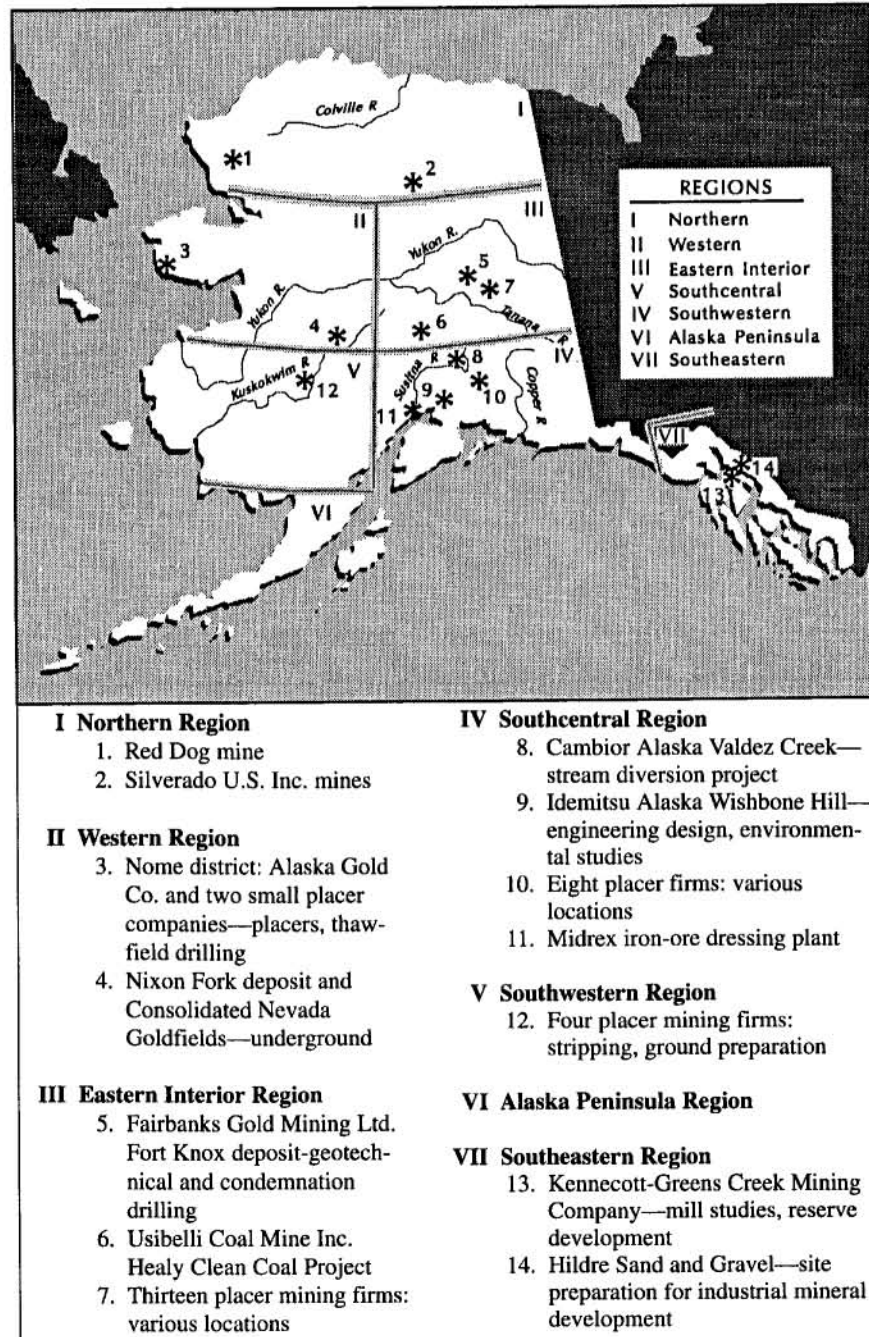 Colville R
I
1
2
II
III
REGIONS
I Northern
II Western
III Eastern Interior
V Southcentral
IV Southwestern
VI Alaska Peninsula
VII Southeastern
3
Yukon R.
5
7
Yukon R.
4
6
Tanana R
V
IV
Kuskokwim R
12
Susitna R
8
9
10
11
Copper R
VII
13
14
VI
I Northern Region
1. Red Dog mine
2. Silverado U.S. Inc. mines
II Western Region
3. Nome district: Alaska Gold
Co. and two small placer
companies—placers, thaw-
field drilling
4. Nixon Fork deposit and
Consolidated Nevada
Goldfields—underground
III Eastern Interior Region
5. Fairbanks Gold Mining Ltd.
Fort Knox deposit-geotech-
nical and condemnation
drilling
6. Usibelli Coal Mine Inc.
Healy Clean Coal Project
7. Thirteen placer mining firms:
various locations
IV Southcentral Region
8. Cambior Alaska Valdez Creek—
stream diversion project
9. Idemitsu Alaska Wishbone Hill—
engineering design, environmen-
tal studies
10. Eight placer firms: various
locations
11. Midrex iron-ore dressing plant
V Southwestern Region
12. Four placer mining firms:
stripping, ground preparation
VI Alaska Peninsula Region
VII Southeastern Region
13. Kennecott-Greens Creek Mining
Company—mill studies, reserve
development
14. Hildre Sand and Gravel—site
preparation for industrial mineral
development